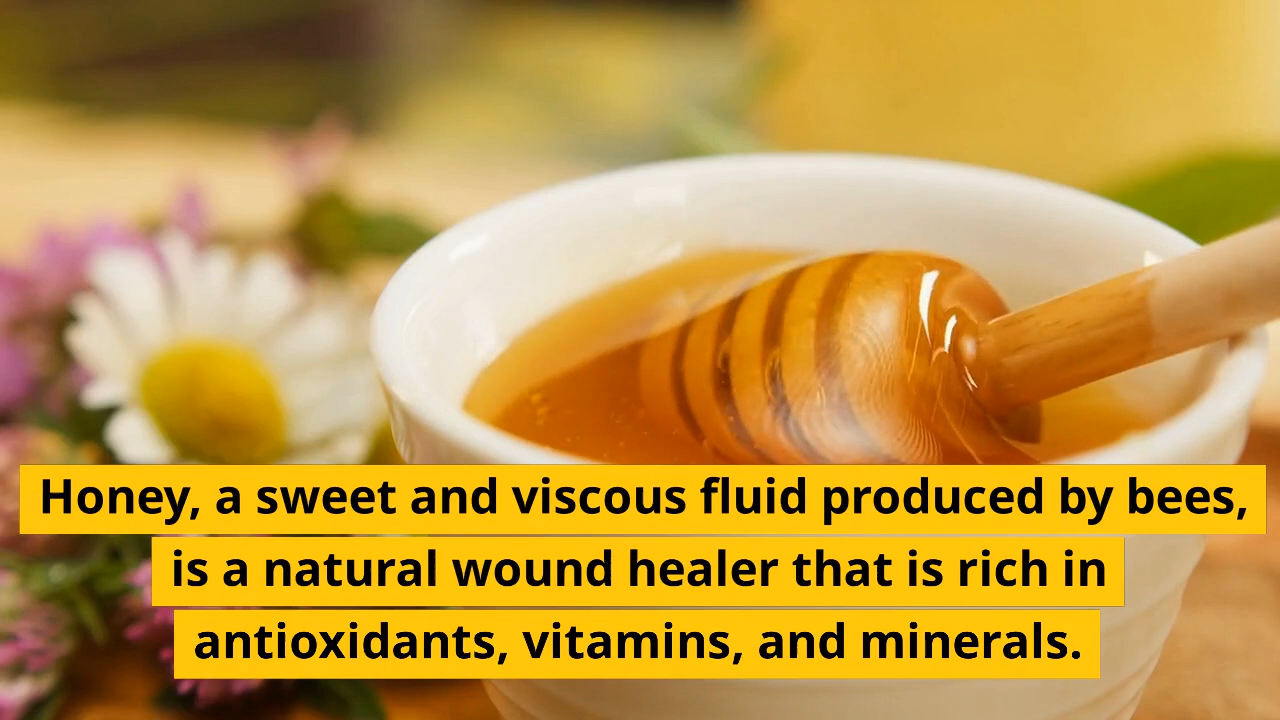 Honey, a sweet and viscous fluid produced by bees,
is a natural wound healer that is rich in
antioxidants, vitamins, and minerals.